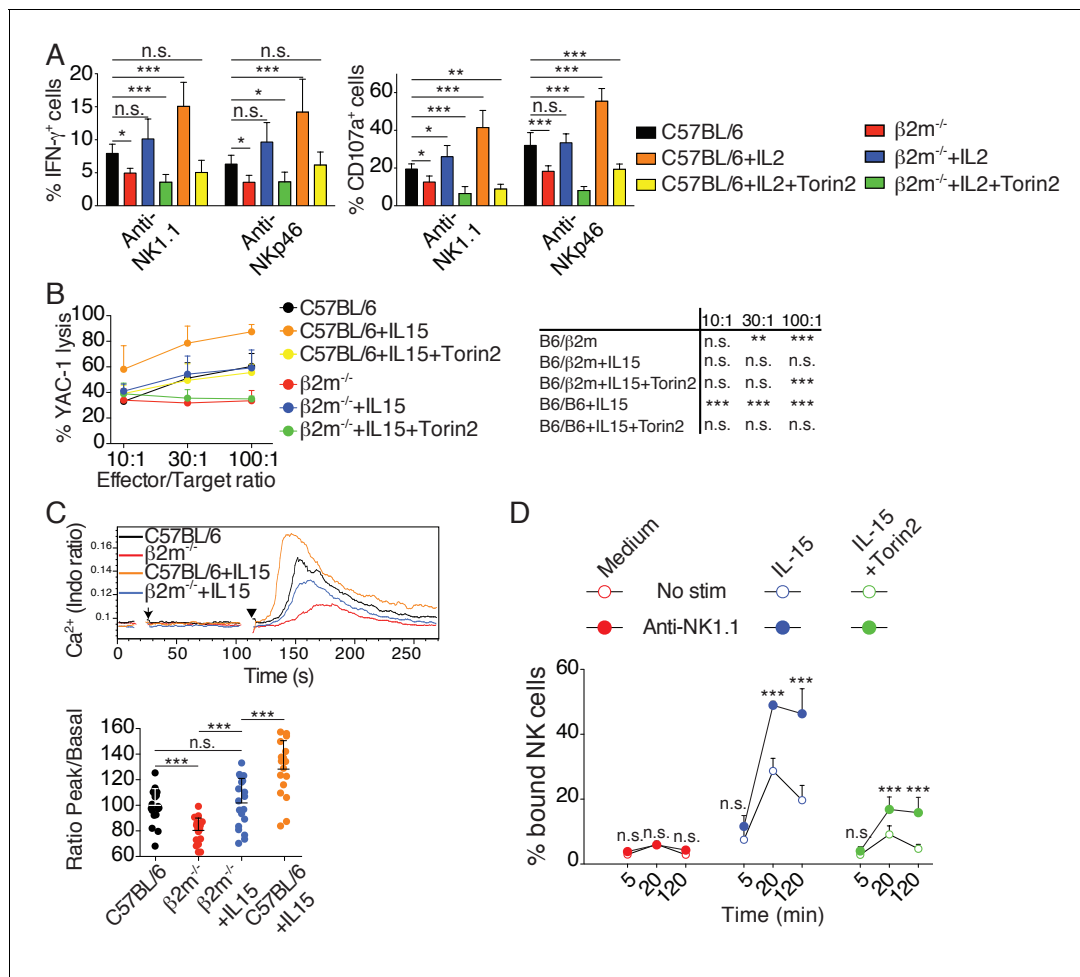 A
n.s. n.s.
*** ***
*** *
n.s. n.s.
* *
% IFN-γ⁺ cells
20
15
10
5
0
Anti-NK1.1
Anti-NKp46
** ***
*** ***
*** ***
* n.s.
* ***
% CD107a⁺ cells
60
40
20
0
Anti-NK1.1
Anti-NKp46
C57BL/6
C57BL/6+IL2
C57BL/6+IL2+Torin2
β2m⁻/⁻
β2m⁻/⁻+IL2
β2m⁻/⁻+IL2+Torin2
B
% YAC-1 lysis
100
80
60
40
20
0
10:1 30:1 100:1
Effector/Target ratio
C57BL/6
C57BL/6+IL15
C57BL/6+IL15+Torin2
β2m⁻/⁻
β2m⁻/⁻+IL15
β2m⁻/⁻+IL15+Torin2
10:1 30:1 100:1
B6/β2m n.s. ** ***
B6/β2m+IL15 n.s. n.s. n.s.
B6/β2m+IL15+Torin2 n.s. n.s. ***
B6/B6+IL15 *** *** ***
B6/B6+IL15+Torin2 n.s. n.s. n.s.
C
Ca²⁺ (Indo ratio)
0.16
0.14
0.12
0.1
C57BL/6
β2m⁻/⁻
C57BL/6+IL15
β2m⁻/⁻+IL15
0 50 100 150 200 250
Time (s)
Ratio Peak/Basal
160
140
120
100
80
60
***
***
n.s.
***
C57BL/6
β2m⁻/⁻
β2m⁻/⁻ +IL15
C57BL/6 +IL15
D
Medium
IL-15
IL-15 +Torin2
No stim
Anti-NK1.1
% bound NK cells
60
40
20
0
n.s. n.s. n.s.
n.s. *** ***
n.s. *** ***
5 20 120 5 20 120 5 20 120
Time (min)